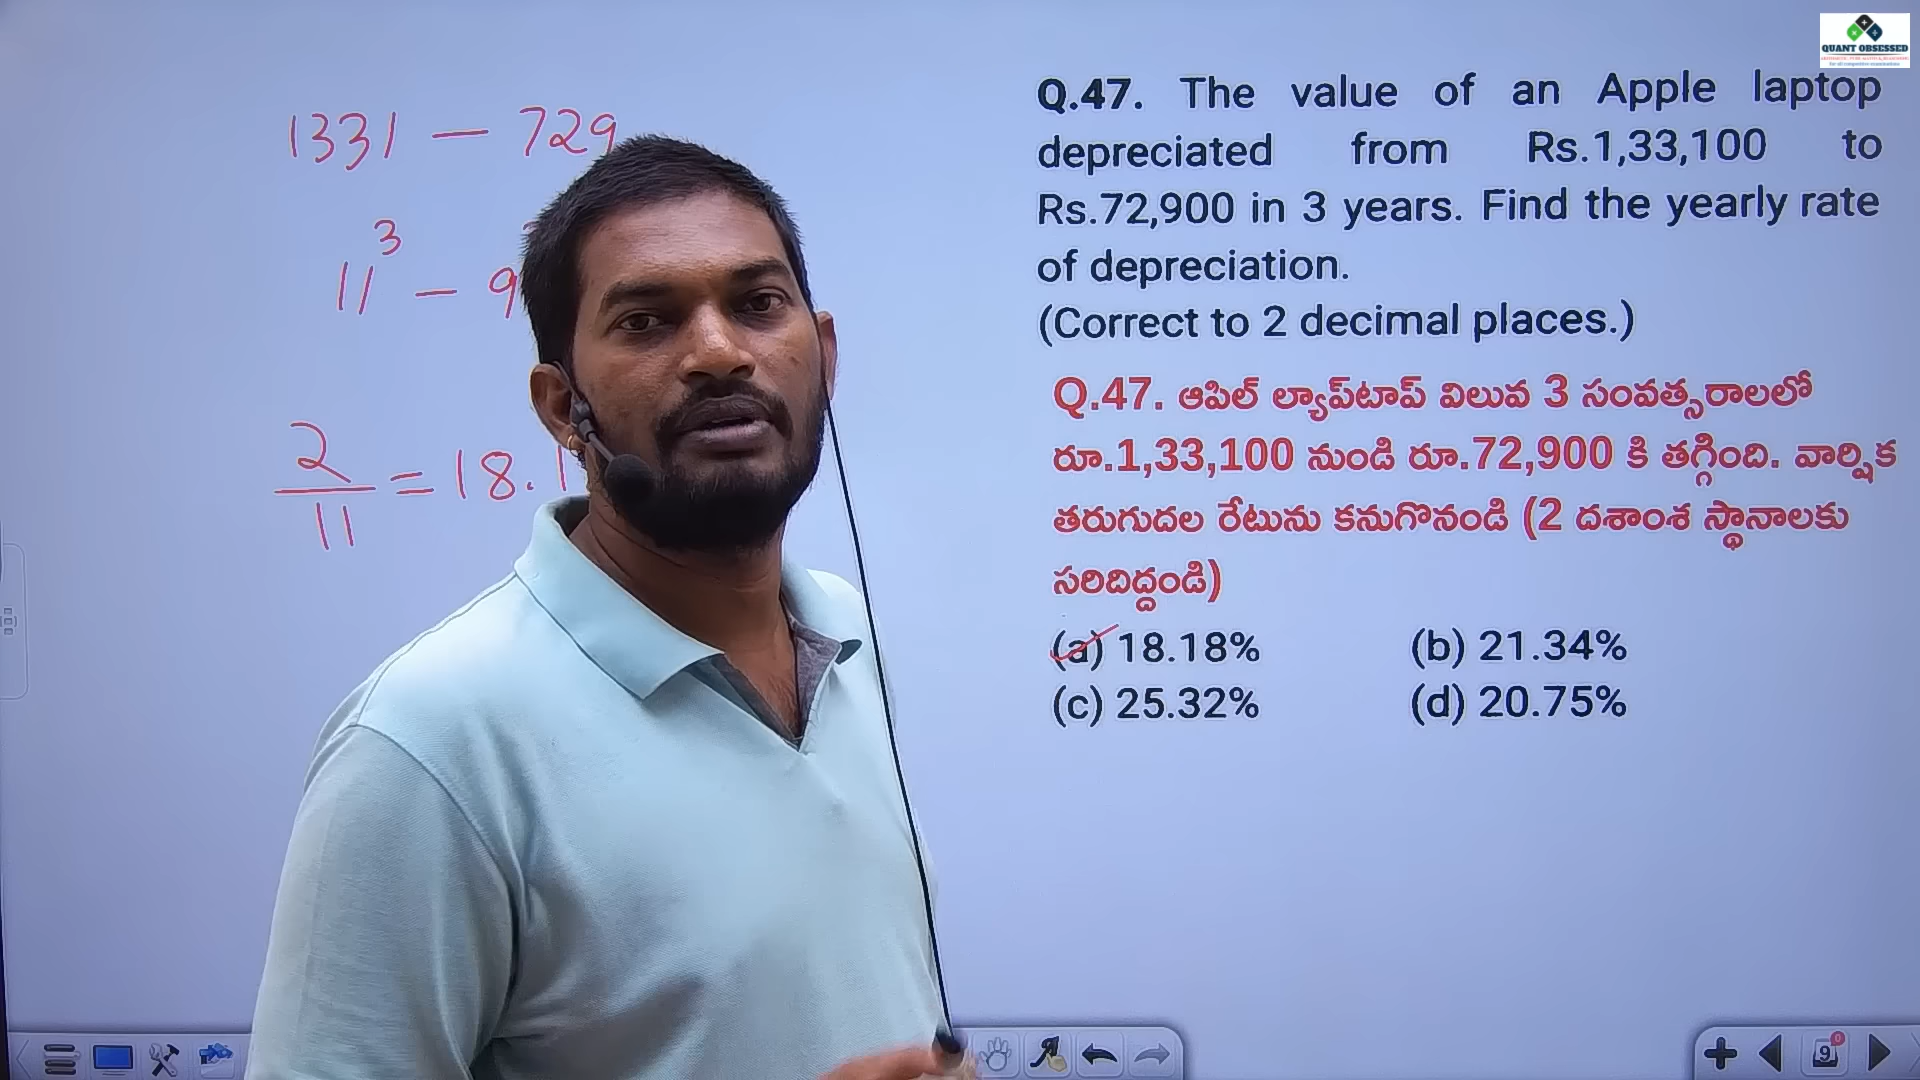 QUANT OBSESSED
1331 — 729
11³ — 9
2/11 = 18.1
Q.47. The value of an Apple laptop
depreciated from Rs.1,33,100 to
Rs.72,900 in 3 years. Find the yearly rate
of depreciation.
(Correct to 2 decimal places.)
Q.47. ఆపిల్ ల్యాప్‌టాప్ విలువ 3 సంవత్సరాలలో
రూ.1,33,100 నుండి రూ.72,900 కి తగ్గింది. వార్షిక
తరుగుదల రేటును కనుగొనండి (2 దశాంశ స్థానాలకు
సరిదిద్దండి)
(a) 18.18% (b) 21.34%
(c) 25.32% (d) 20.75%
9